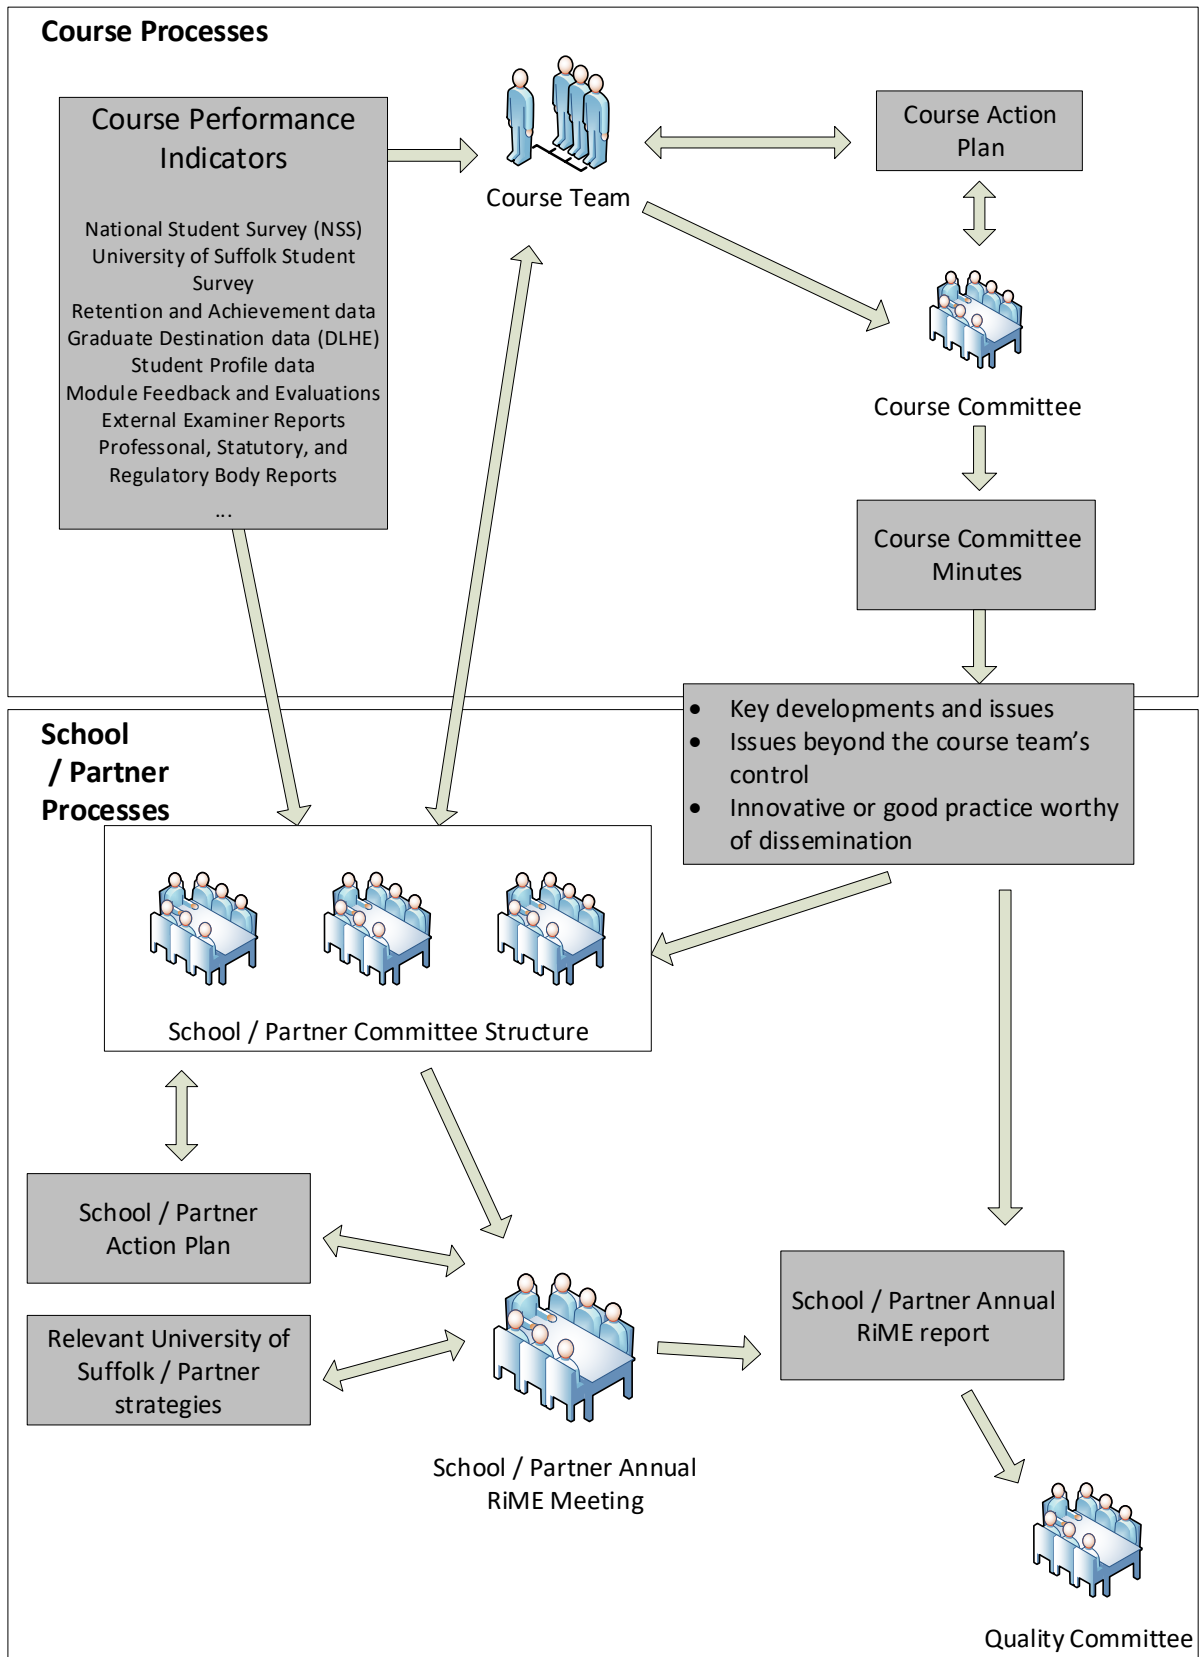 Course Processes
Course Performance
Indicators
National Student Survey (NSS)
University of Suffolk Student
Survey
Retention and Achievement data
Graduate Destination data (DLHE)
Student Profile data
Module Feedback and Evaluations
External Examiner Reports
Professonal, Statutory, and
Regulatory Body Reports
...
Course Team
Course Action
Plan
Course Committee
Course Committee
Minutes
• Key developments and issues
• Issues beyond the course team’s
control
• Innovative or good practice worthy
of dissemination
School
/ Partner
Processes
School / Partner Committee Structure
School / Partner
Action Plan
Relevant University of
Suffolk / Partner
strategies
School / Partner Annual
RiME Meeting
School / Partner Annual
RiME report
Quality Committee